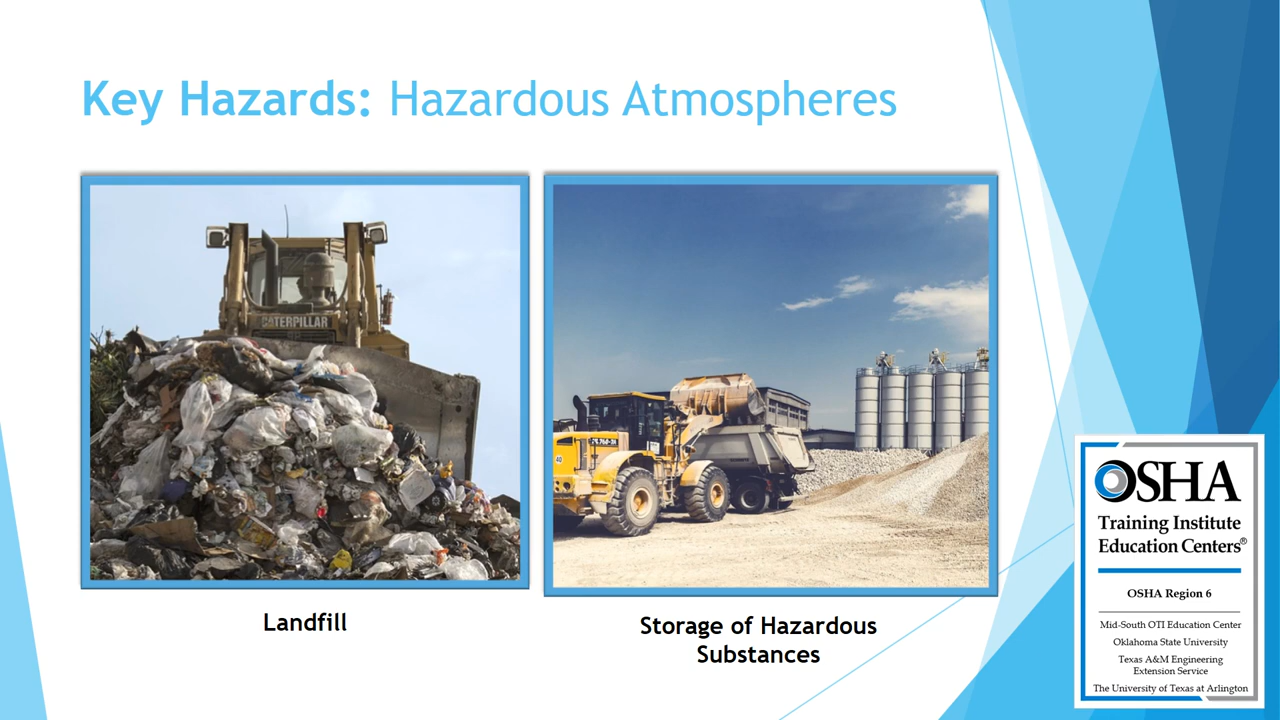 Key Hazards: Hazardous Atmospheres
CATERPILLAR
Landfill
Storage of Hazardous
Substances
OSHA
Training Institute
Education Centers®
OSHA Region 6
Mid-South OTI Education Center
Oklahoma State University
Texas A&M Engineering
Extension Service
The University of Texas at Arlington